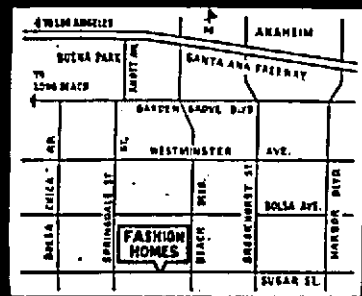 TO LOS ANGELES
N
ANAHEIM
BUENA PARK
KNOTT AVE.
SANTA ANA FREEWAY
TO
LONG BEACH
GARDEN GROVE BLVD
ST.
WESTMINSTER AVE.
BOLSA CHICA RD.
SPRINGDALE ST
BEACH BLVD.
BROOKHURST ST
BOLSA AVE.
HARBOR BLVD
FASHION
HOMES
SUGAR ST.